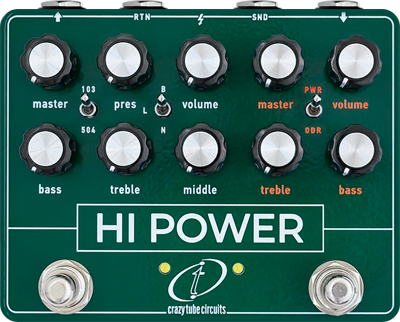 RTN SND
103 B PWR
master pres volume master volume
L
504 N ODR
bass treble middle treble bass
HI POWER
crazy tube circuits